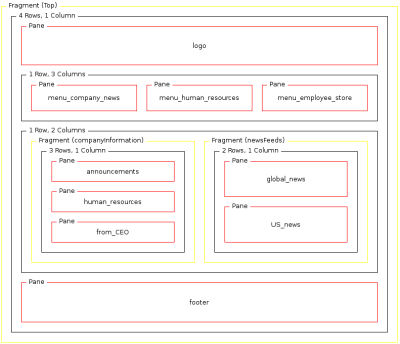 Fragment (Top)
4 Rows, 1 Column
Pane
logo
1 Row, 3 Columns
Pane
Pane
Pane
menu_company_news
menu_human_resources
menu_employee_store
1 Row, 2 Columns
Fragment (companyInformation)
3 Rows, 1 Column
Pane
announcements
Pane
human_resources
Pane
from_CEO
Fragment (newsFeeds)
2 Rows, 1 Column
Pane
global_news
Pane
US_news
Pane
footer